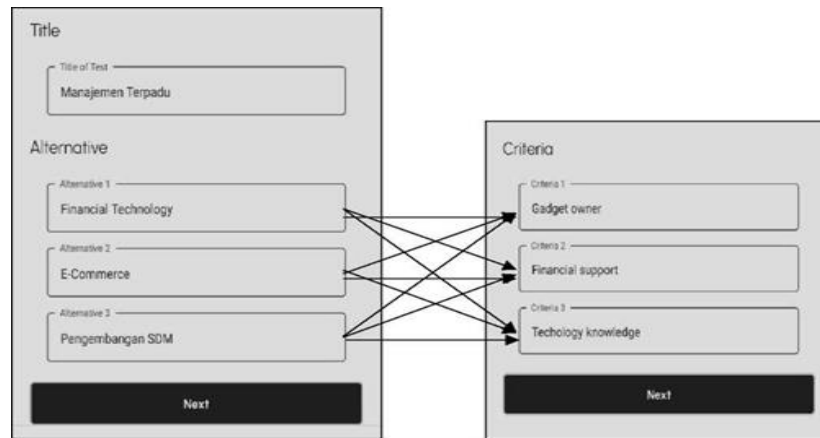 Title
Title of Test
Manajemen Terpadu
Alternative
Alternative 1
Financial Technology
Alternative 2
E-Commerce
Alternative 3
Pengembangan SDM
Next
Criteria
Criteria 1
Gadget owner
Criteria 2
Financial support
Criteria 3
Techology knowledge
Next